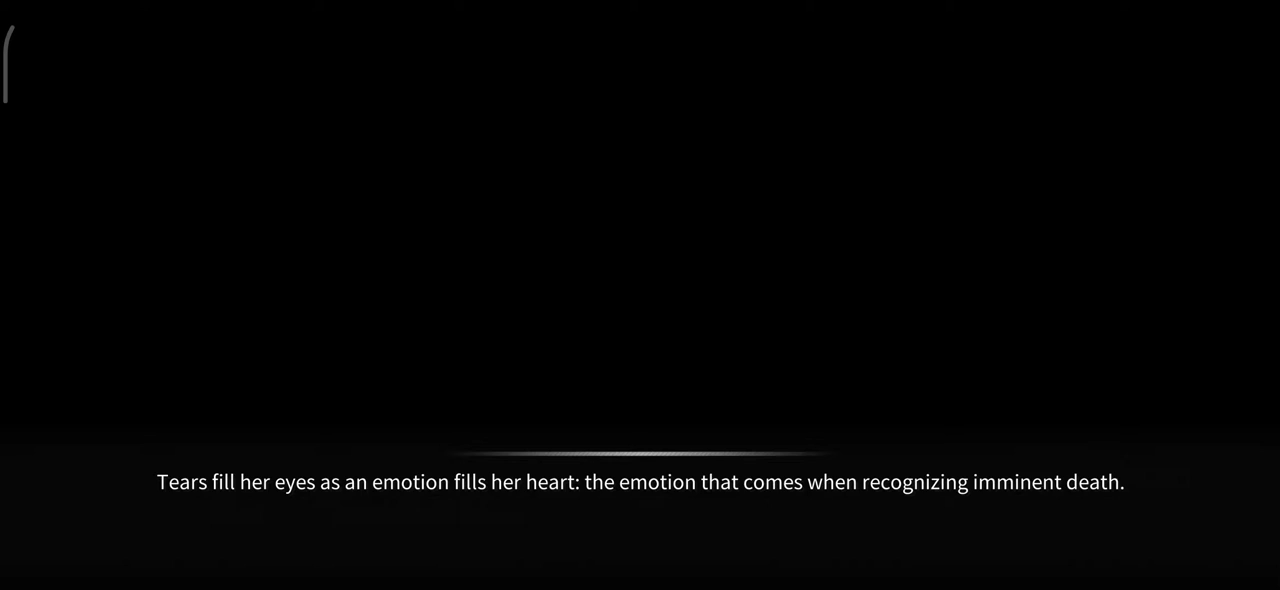 Tears fill her eyes as an emotion fills her heart: the emotion that comes when recognizing imminent death.